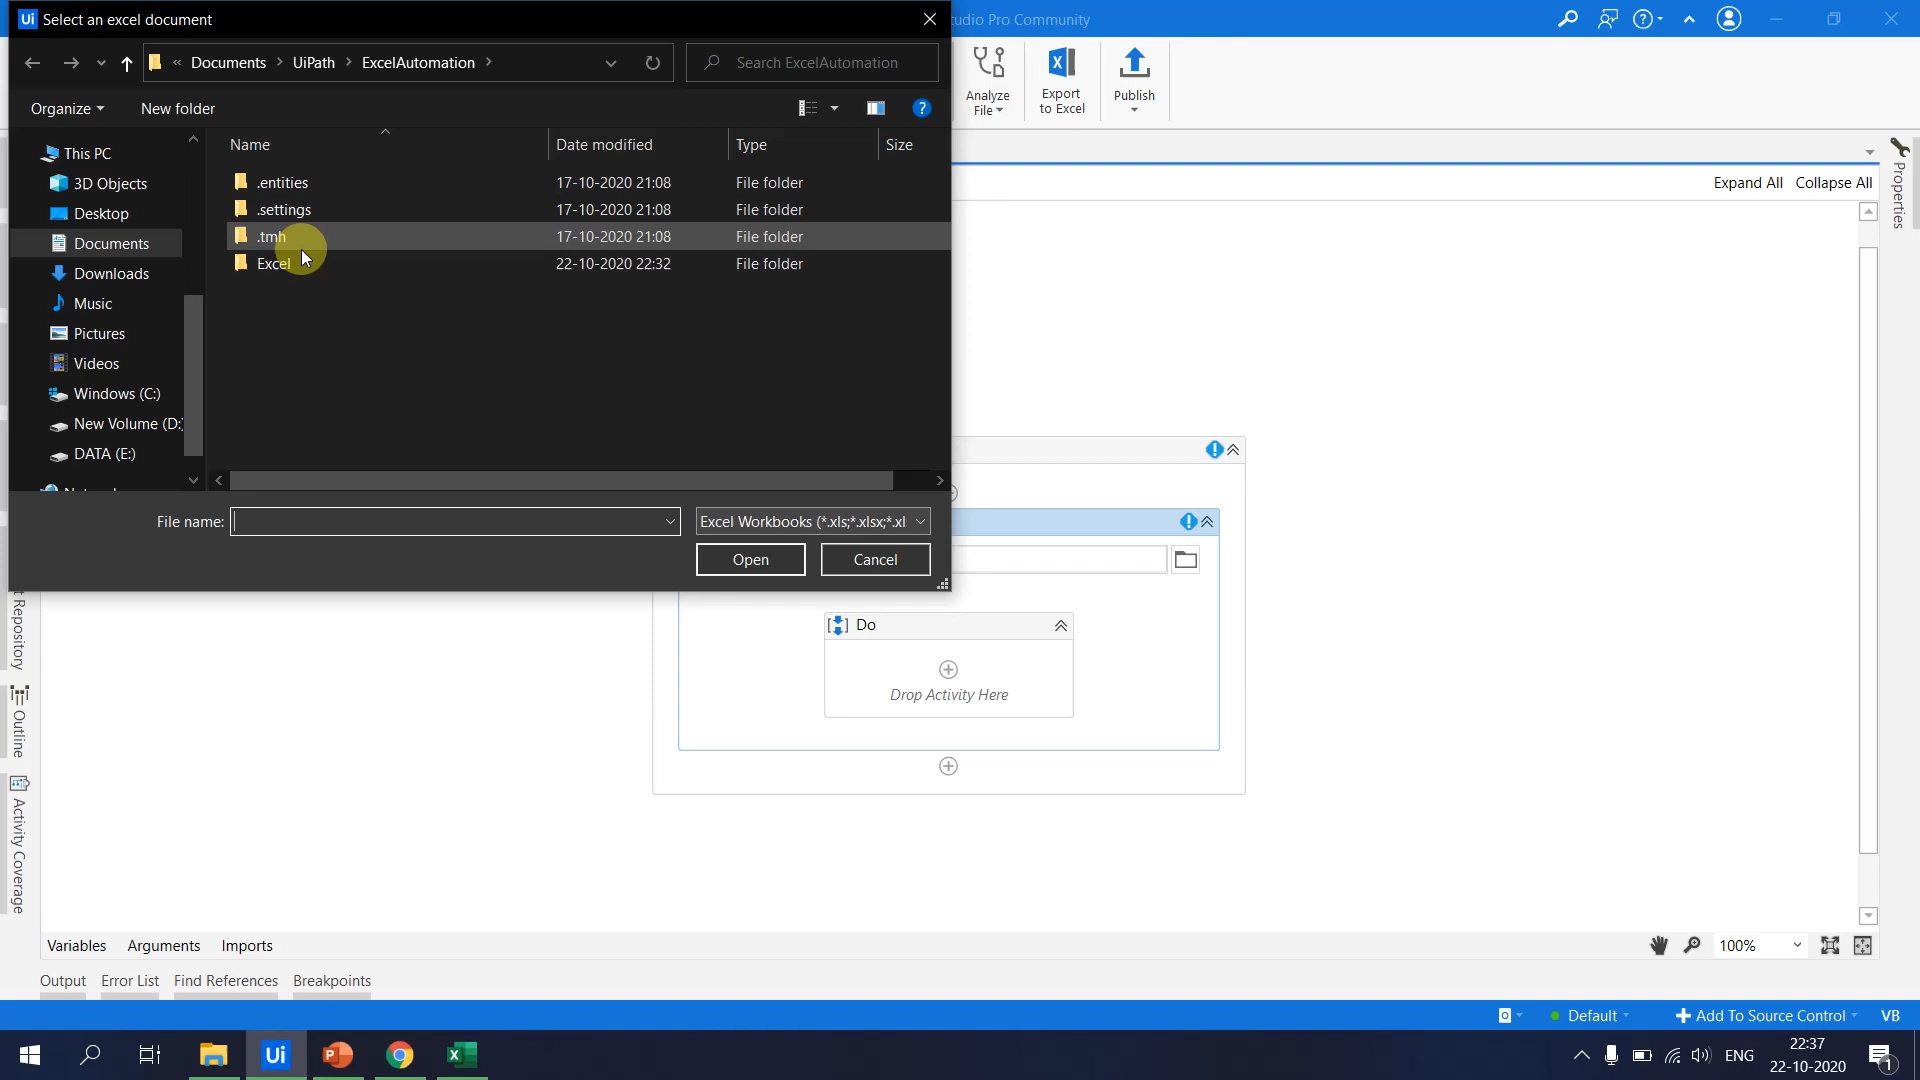 Ui Select an excel document
tudio Pro Community
« Documents > UiPath > ExcelAutomation >
Search ExcelAutomation
Organize
New folder
Analyze File
Export to Excel
Publish
Name
Date modified
Type
Size
This PC
3D Objects
Desktop
Documents
Downloads
Music
Pictures
Videos
Windows (C:)
New Volume (D:)
DATA (E:)
.entities 17-10-2020 21:08 File folder
.settings 17-10-2020 21:08 File folder
.tmh 17-10-2020 21:08 File folder
Excel 22-10-2020 22:32 File folder
Expand All Collapse All
Properties
File name:
Excel Workbooks (*.xls;*.xlsx;*.xl
Open
Cancel
Do
Drop Activity Here
t Repository
Outline
Activity Coverage
Variables Arguments Imports
100%
Output Error List Find References Breakpoints
Default
Add To Source Control
VB
Ui
ENG
22:37
22-10-2020
1